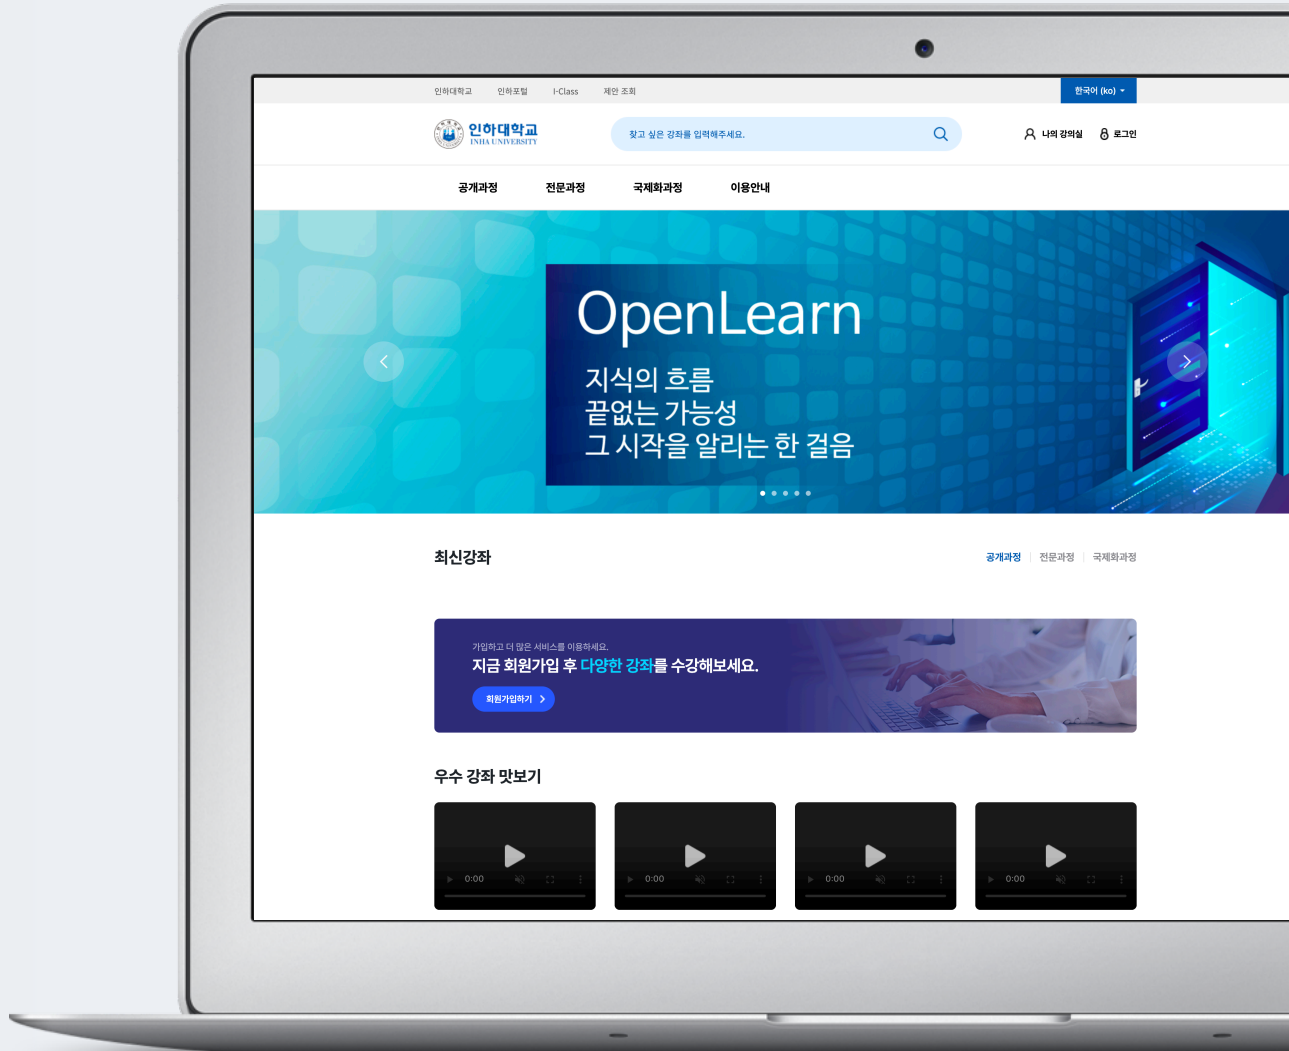 인하대학교 인하포털 I-Class 제안 조회 한국어 (ko)
인하대학교
INHA UNIVERSITY
찾고 싶은 강좌를 입력해주세요.
나의 강의실 로그인
공개과정 전문과정 국제화과정 이용안내
OpenLearn
지식의 흐름
끝없는 가능성
그 시작을 알리는 한 걸음
최신강좌
공개과정 전문과정 국제화과정
가입하고 더 많은 서비스를 이용하세요.
지금 회원가입 후 다양한 강좌를 수강해보세요.
회원가입하기
우수 강좌 맛보기
0:00 0:00 0:00 0:00